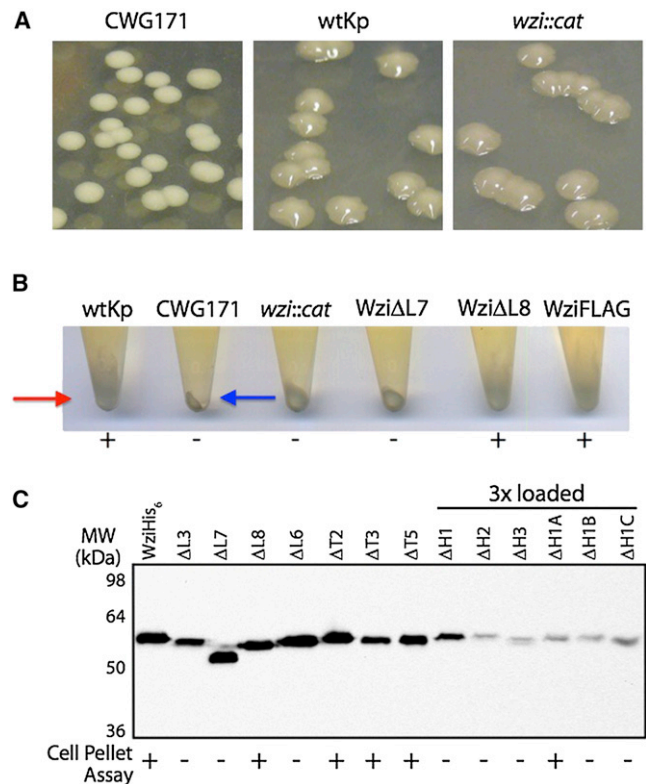 A
CWG171 wtKp wzi::cat
B
wtKp CWG171 wzi::cat WziΔL7 WziΔL8 WziFLAG
+ - - - + +
C
3x loaded
MW (kDa) WziHis6 ΔL3 ΔL7 ΔL8 ΔL6 ΔT2 ΔT3 ΔT5 ΔH1 ΔH2 ΔH3 ΔH1A ΔH1B ΔH1C
98
64
50
36
Cell Pellet Assay + - - + - + + + - - - + - -